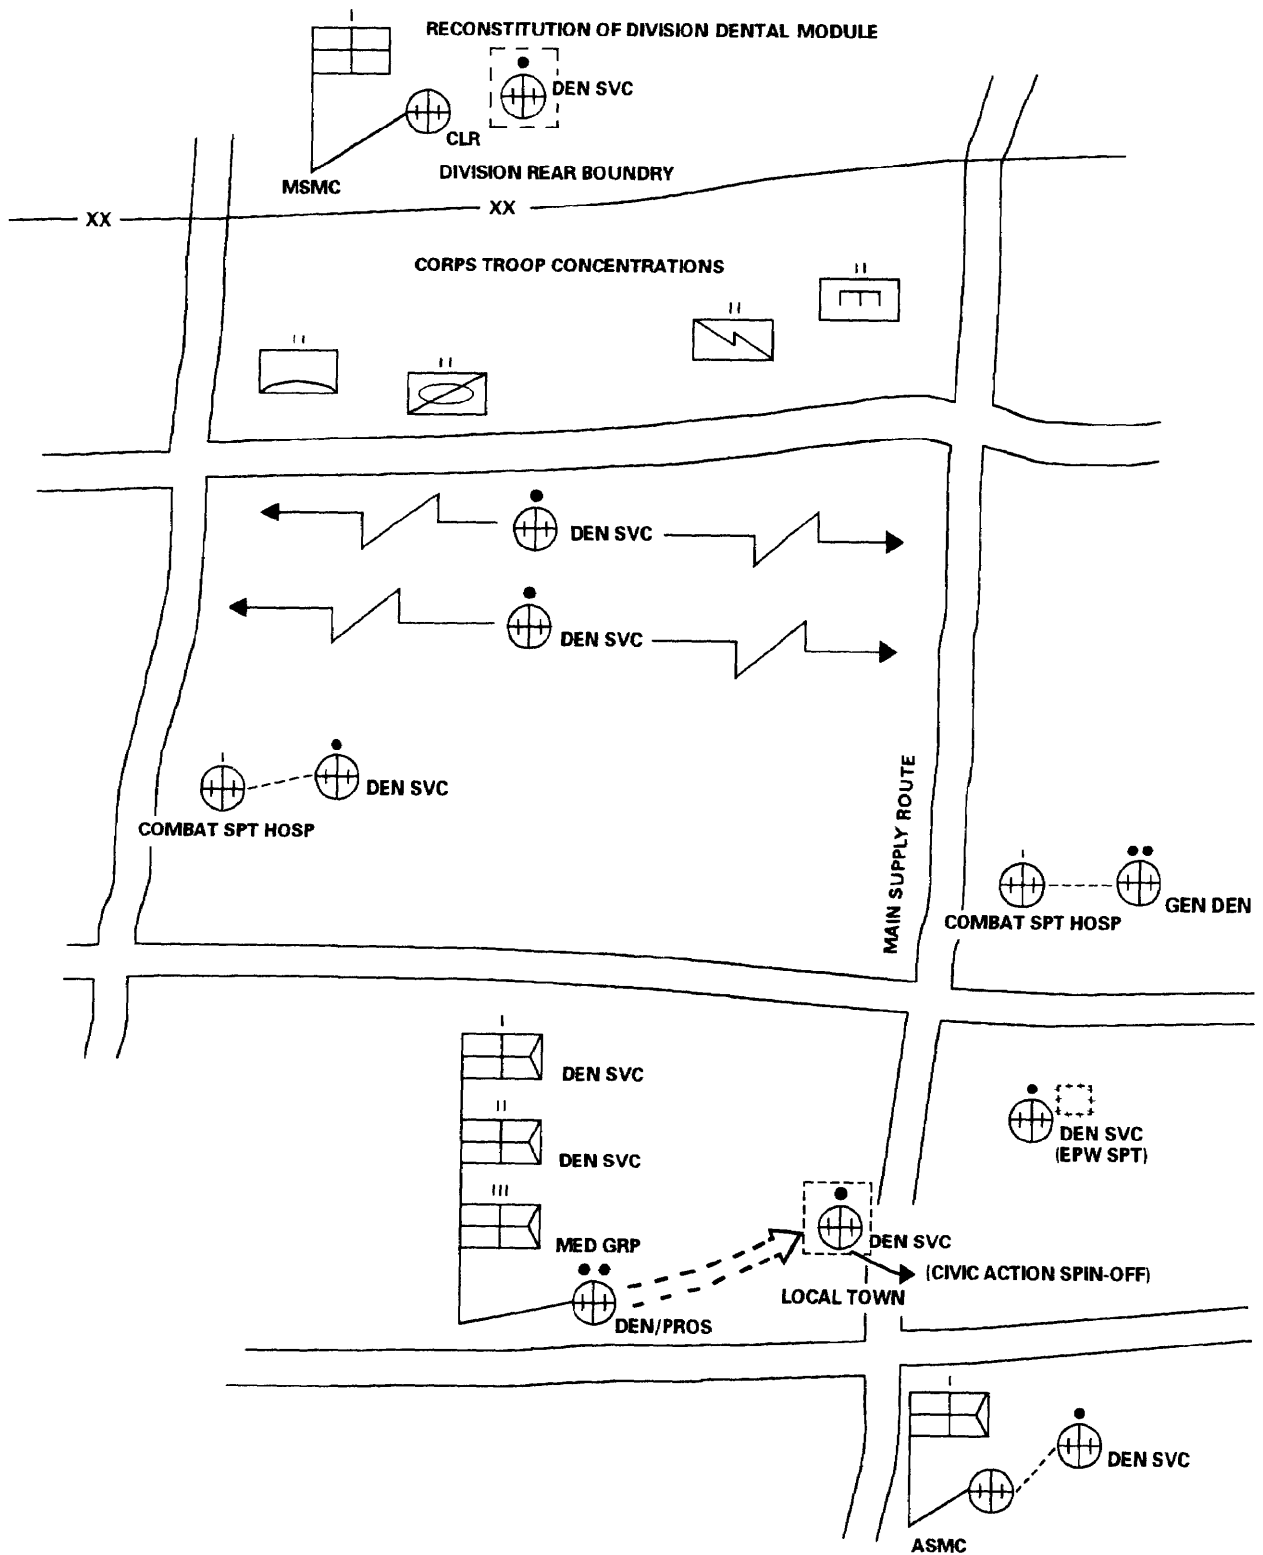 RECONSTITUTION OF DIVISION DENTAL MODULE
DEN SVC
CLR
MSMC
DIVISION REAR BOUNDRY
XX
XX
CORPS TROOP CONCENTRATIONS
DEN SVC
DEN SVC
DEN SVC
COMBAT SPT HOSP
MAIN SUPPLY ROUTE
COMBAT SPT HOSP
GEN DEN
DEN SVC
DEN SVC
MED GRP
DEN/PROS
DEN SVC
(EPW SPT)
DEN SVC
(CIVIC ACTION SPIN-OFF)
LOCAL TOWN
DEN SVC
ASMC